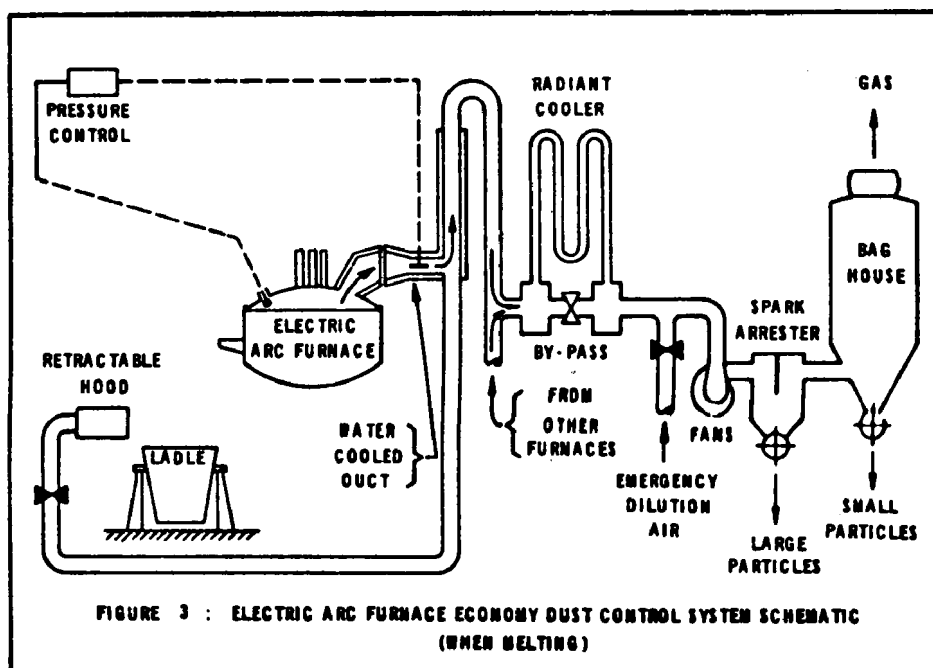 PRESSURE
CONTROL
RADIANT
COOLER
GAS
BAG
HOUSE
ELECTRIC
ARC FURNACE
SPARK
ARRESTER
BY-PASS
RETRACTABLE
HOOD
LADLE
WATER
COOLED
DUCT
FROM
OTHER
FURNACES
FANS
EMERGENCY
DILUTION
AIR
SMALL
PARTICLES
LARGE
PARTICLES
FIGURE 3 : ELECTRIC ARC FURNACE ECONOMY DUST CONTROL SYSTEM SCHEMATIC
(WHEN MELTING)